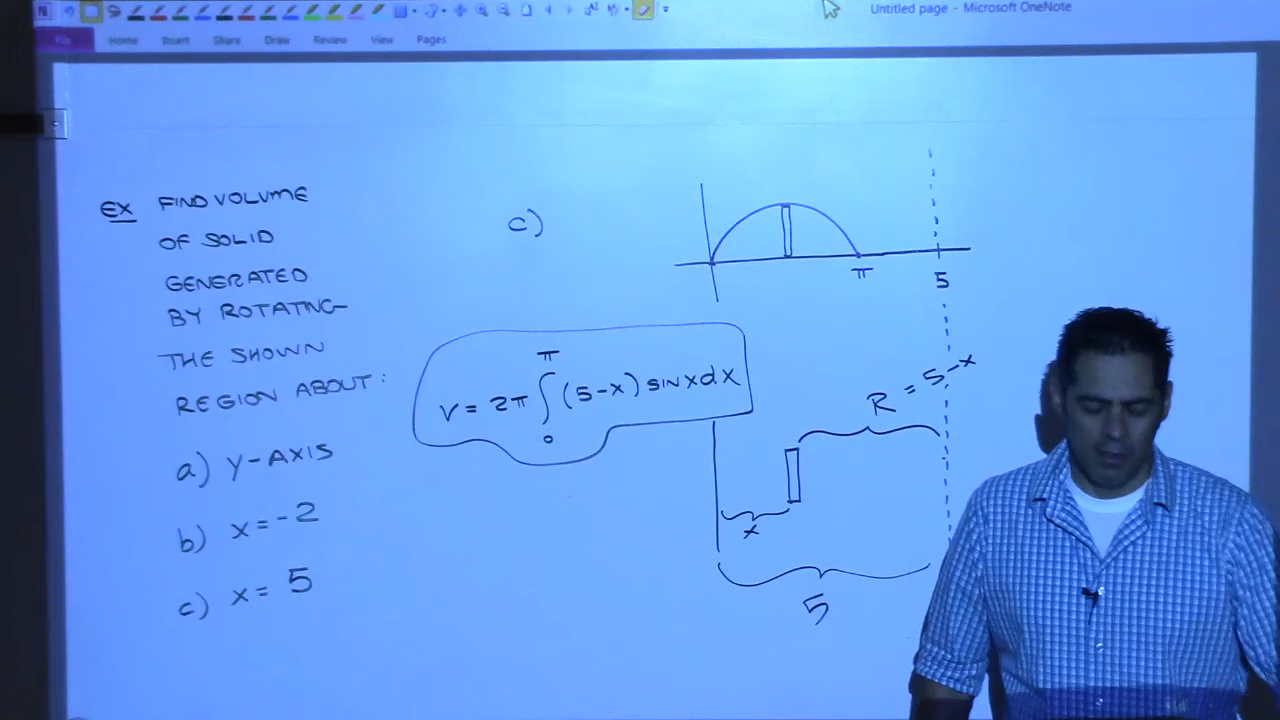 Untitled page - Microsoft OneNote
File Home Insert Share Draw Review View Pages
EX FIND VOLUME
OF SOLID
GENERATED
BY ROTATING
THE SHOWN
REGION ABOUT:
a) y-AXIS
b) x=-2
c) x= 5
c)
π
5
V = 2π ∫₀^π (5-x) sin x dx
R = 5-x
x
5